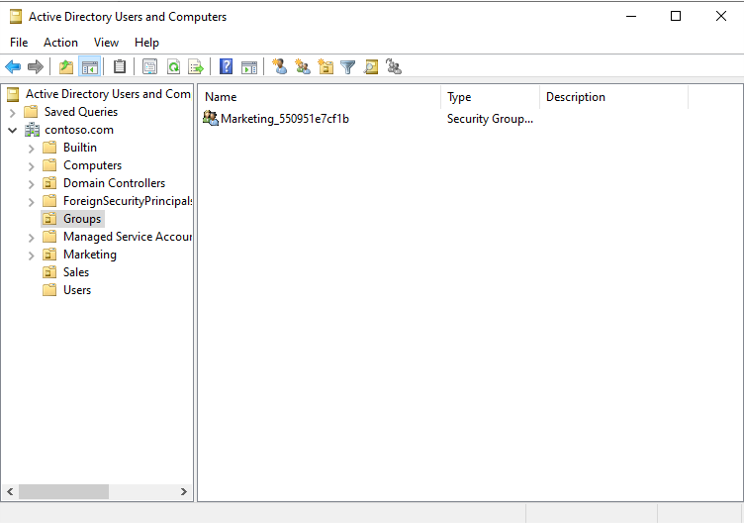 Active Directory Users and Computers
File Action View Help
Active Directory Users and Com
Saved Queries
contoso.com
Builtin
Computers
Domain Controllers
ForeignSecurityPrincipals
Groups
Managed Service Accour
Marketing
Sales
Users
Name Type Description
Marketing_550951e7cf1b Security Group...